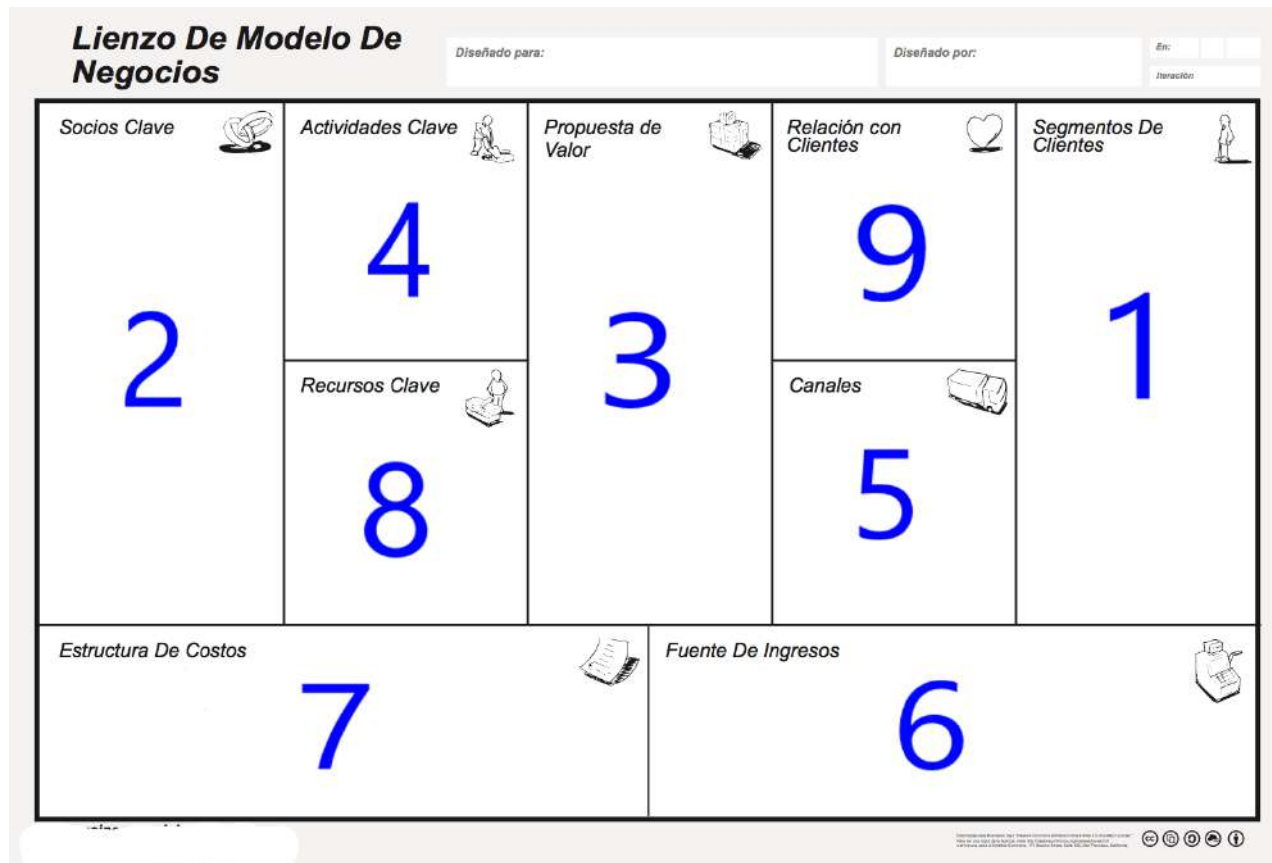 Lienzo De Modelo De
Negocios
Diseñado para:
Diseñado por:
En:
Iteración
Socios Clave
2
Actividades Clave
4
Recursos Clave
8
Propuesta de
Valor
3
Relación con
Clientes
9
Canales
5
Segmentos De
Clientes
1
Estructura De Costos
7
Fuente De Ingresos
6